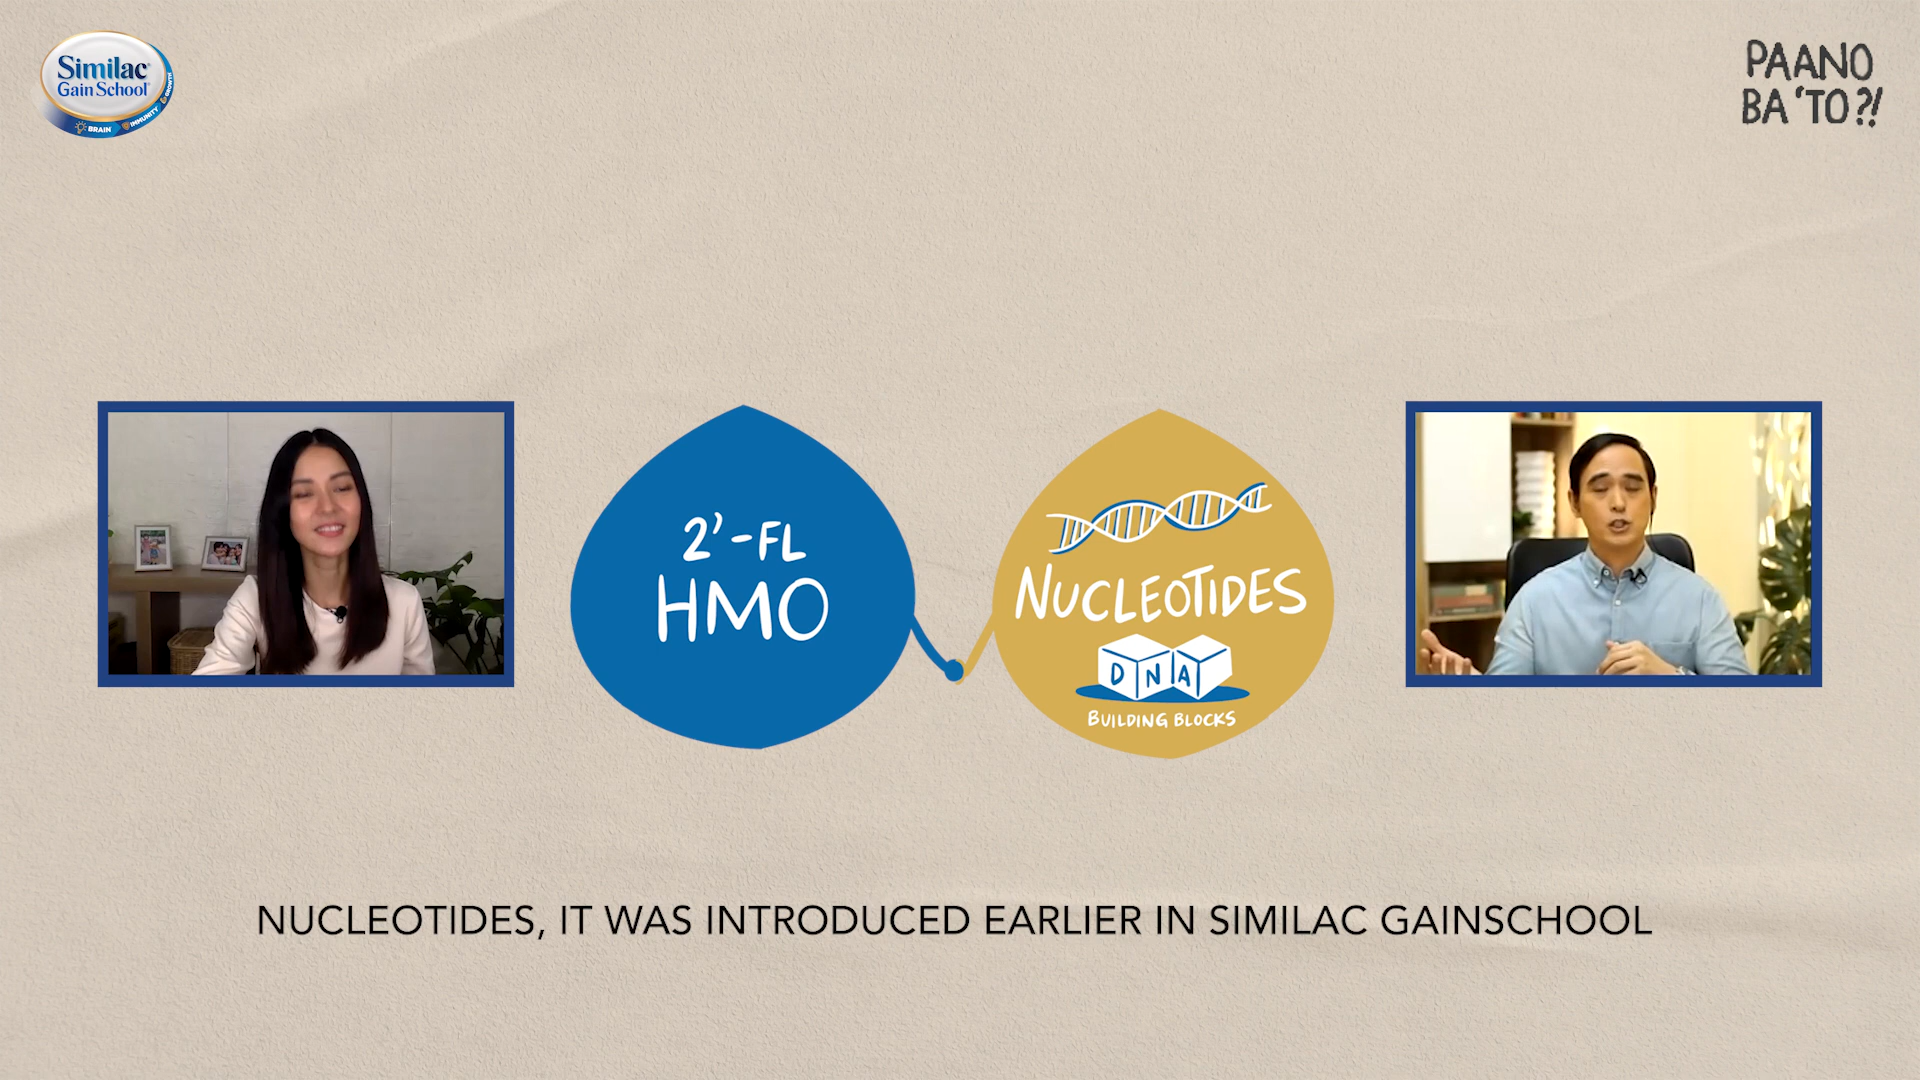 Similac
Gain School
BRAIN
IMMUNITY
GROWTH
PAANO
BA 'TO?!
2'-FL
HMO
NUCLEOTIDES
DNA
BUILDING BLOCKS
NUCLEOTIDES, IT WAS INTRODUCED EARLIER IN SIMILAC GAINSCHOOL